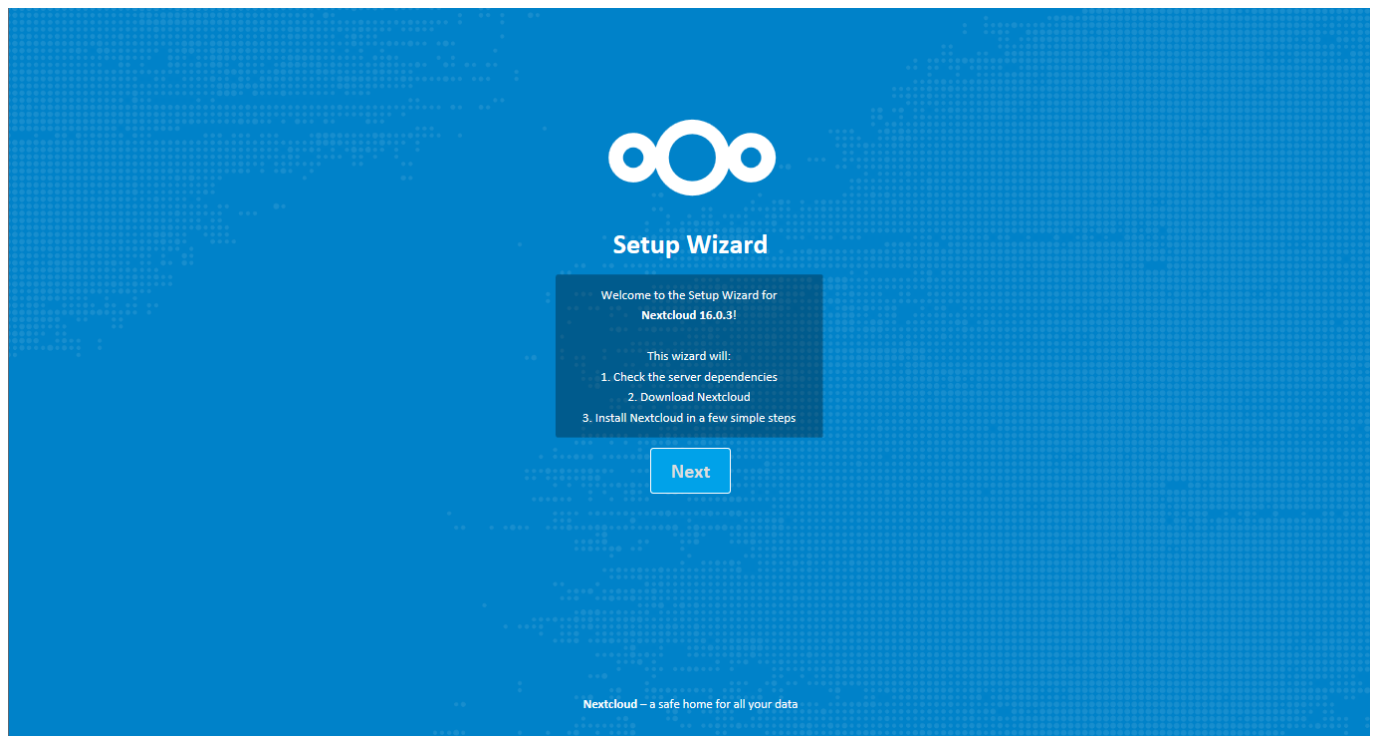 Setup Wizard
Welcome to the Setup Wizard for
Nextcloud 16.0.3!
This wizard will:
1. Check the server dependencies
2. Download Nextcloud
3. Install Nextcloud in a few simple steps
Next
Nextcloud – a safe home for all your data